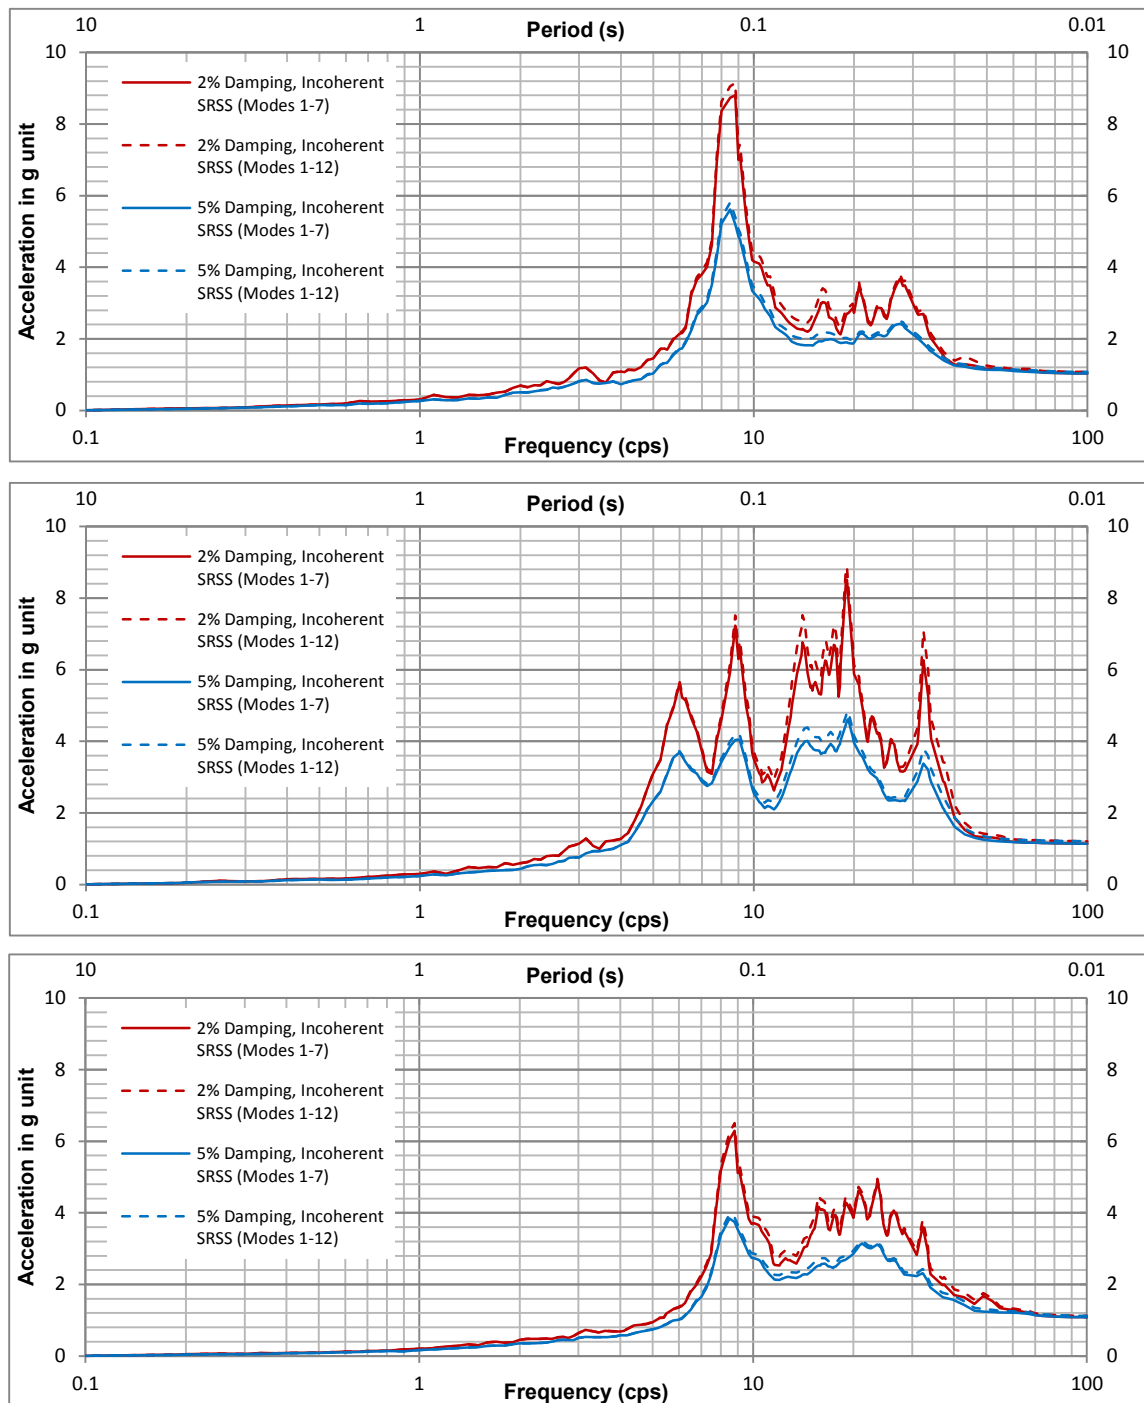 10 1 0.1 0.01
Period (s)
10 10
2% Damping, Incoherent
SRSS (Modes 1-7)
8 8
2% Damping, Incoherent
SRSS (Modes 1-12)
6 6
5% Damping, Incoherent
SRSS (Modes 1-7)
4 4
5% Damping, Incoherent
SRSS (Modes 1-12)
2 2
0 0
Acceleration in g unit
0.1 1 10 100
Frequency (cps)
10 1 0.1 0.01
Period (s)
10 10
2% Damping, Incoherent
SRSS (Modes 1-7)
8 8
2% Damping, Incoherent
SRSS (Modes 1-12)
6 6
5% Damping, Incoherent
SRSS (Modes 1-7)
4 4
5% Damping, Incoherent
SRSS (Modes 1-12)
2 2
0 0
Acceleration in g unit
0.1 1 10 100
Frequency (cps)
10 1 0.1 0.01
Period (s)
10 10
2% Damping, Incoherent
SRSS (Modes 1-7)
8 8
2% Damping, Incoherent
SRSS (Modes 1-12)
6 6
5% Damping, Incoherent
SRSS (Modes 1-7)
4 4
5% Damping, Incoherent
SRSS (Modes 1-12)
2 2
0 0
Acceleration in g unit
0.1 1 10 100
Frequency (cps)